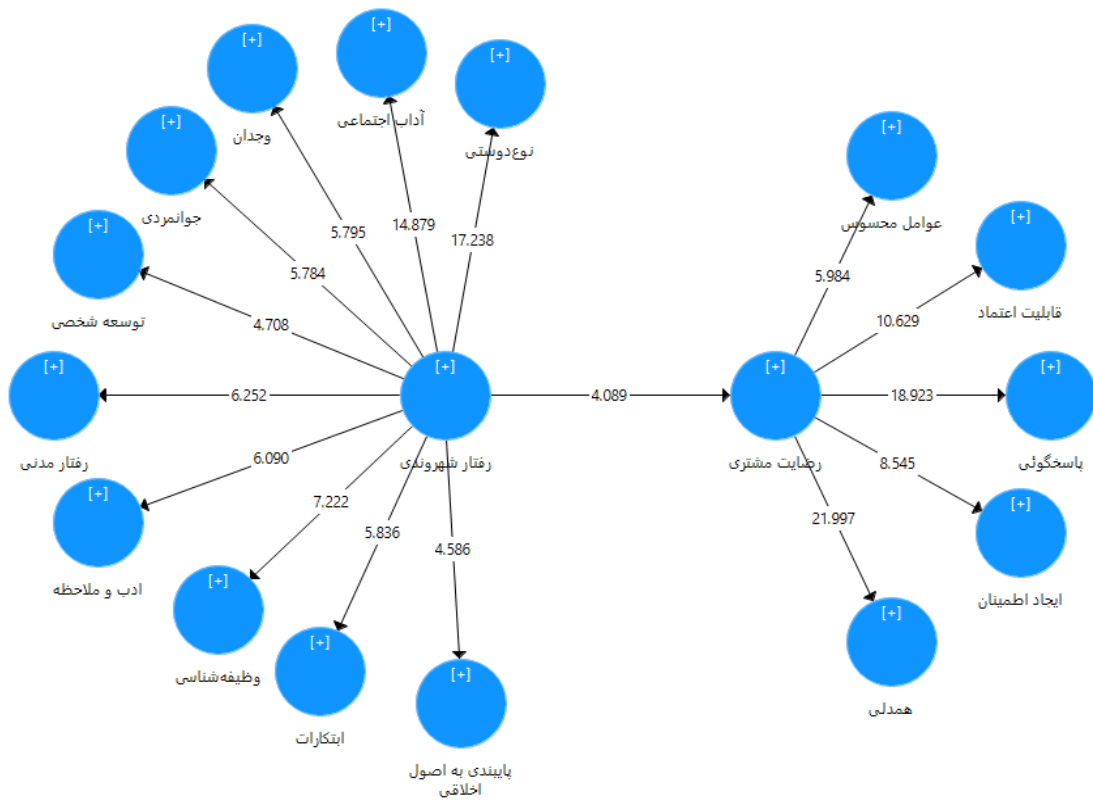 [+]
آداب اجتماعی
[+]
نوع‌دوستی
[+]
وجدان
[+]
جوانمردی
[+]
توسعه شخصی
[+]
رفتار مدنی
[+]
ادب و ملاحظه
[+]
وظیفه‌شناسی
[+]
ابتکارات
[+]
پایبندی به اصول
اخلاقی
[+]
رفتار شهروندی
14.879
17.238
5.795
5.784
4.708
6.252
6.090
7.222
5.836
4.586
4.089
[+]
رضایت مشتری
5.984
10.629
18.923
8.545
21.997
[+]
عوامل محسوس
[+]
قابلیت اعتماد
[+]
پاسخگوئی
[+]
ایجاد اطمینان
[+]
همدلی